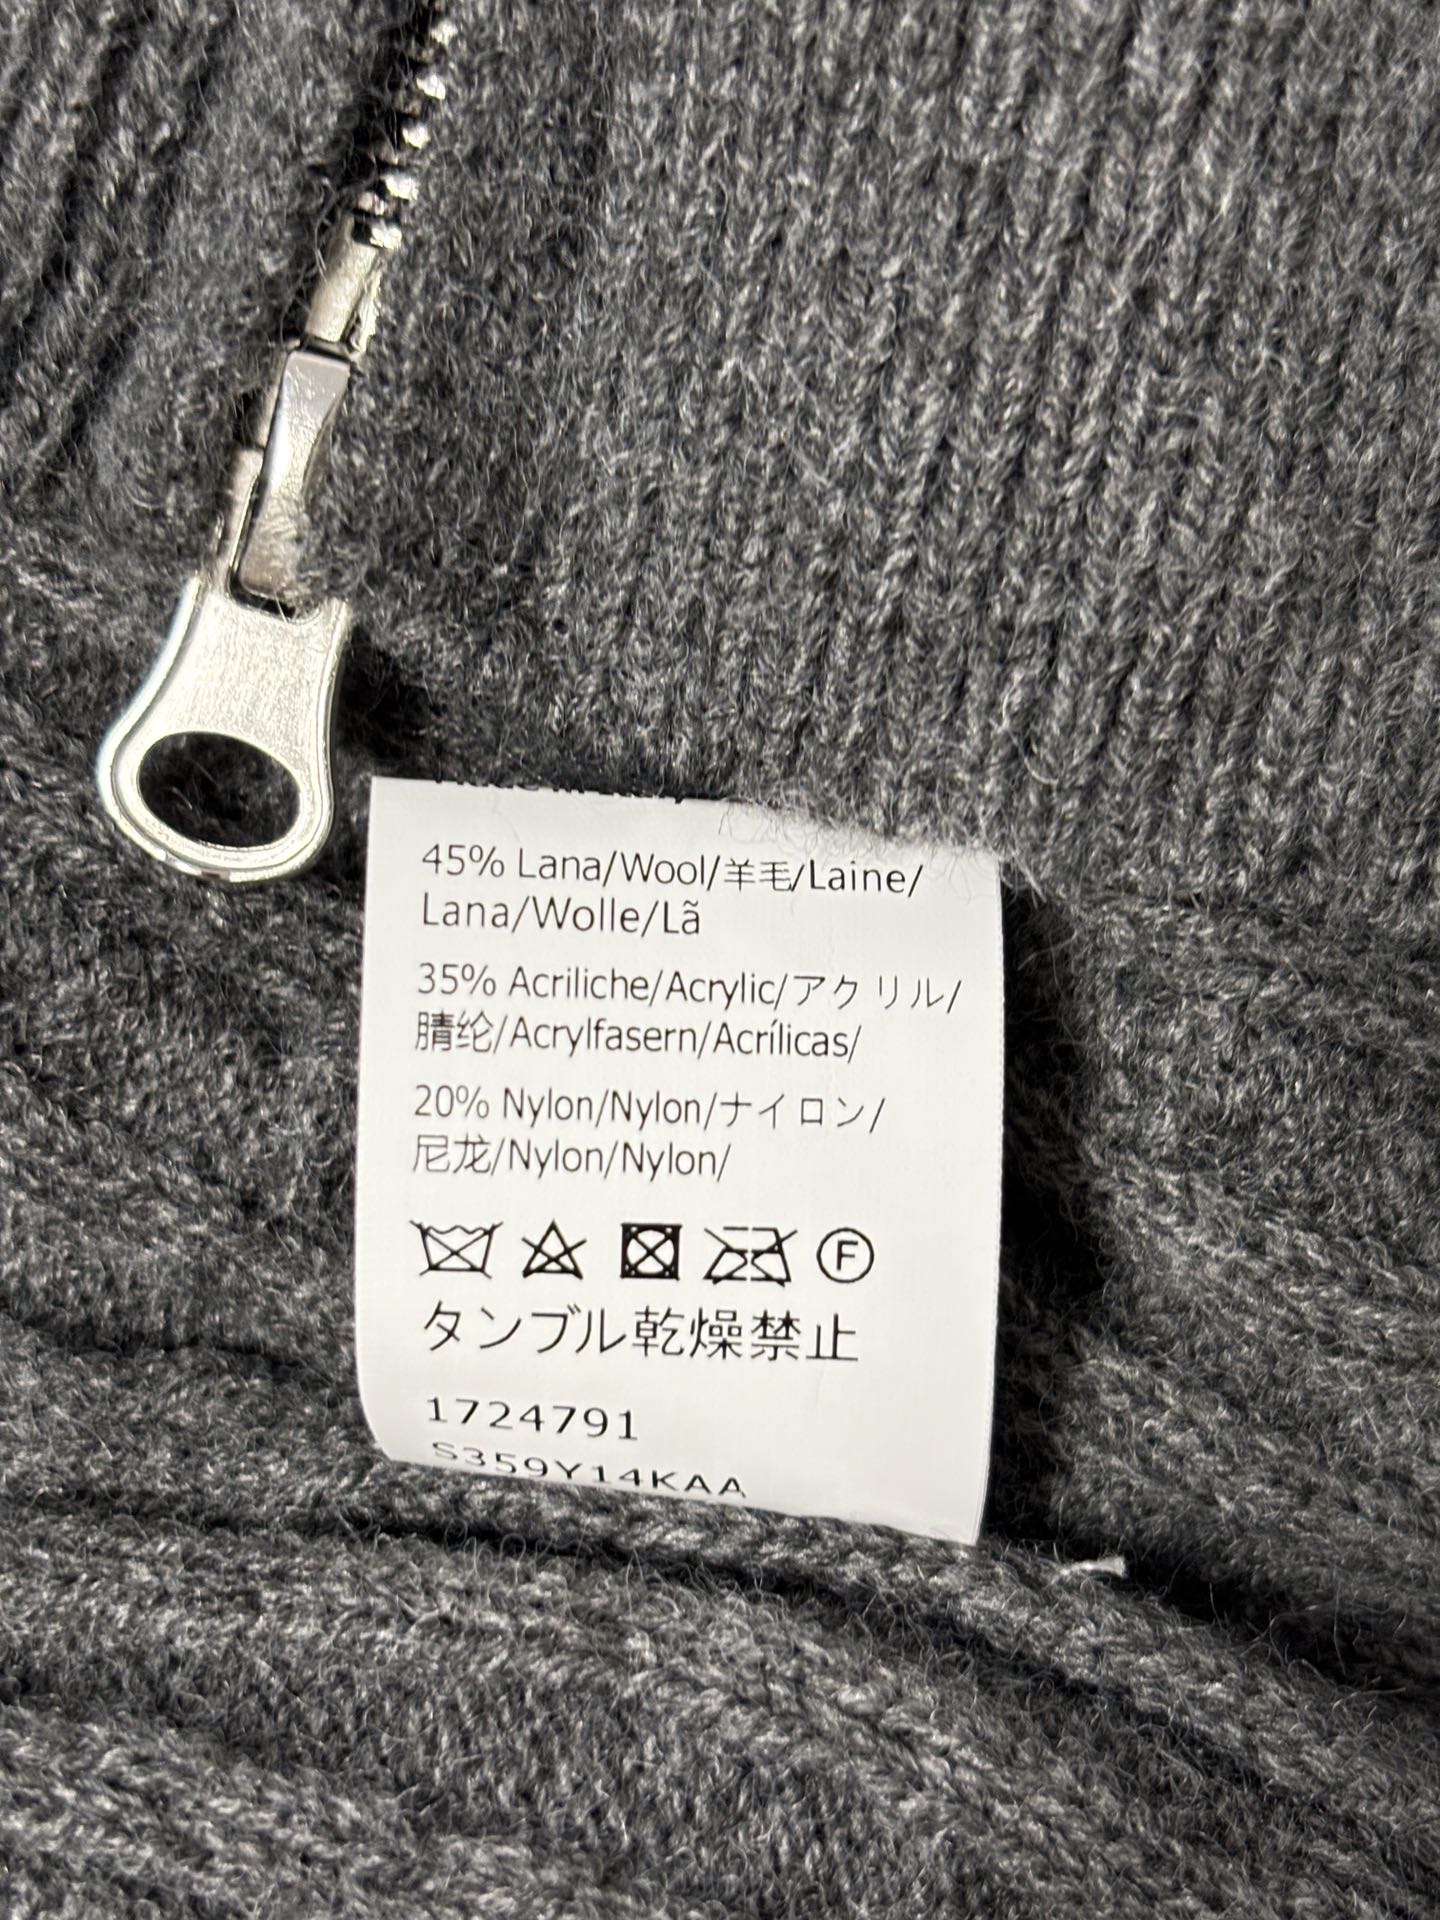 45% Lana/Wool/羊毛/Laine/
Lana/Wolle/Lã
35% Acriliche/Acrylic/アクリル/
腈纶/Acrylfasern/Acrílicas/
20% Nylon/Nylon/ナイロン/
尼龙/Nylon/Nylon/
F
タンブル乾燥禁止
1724791
S359Y14KAA